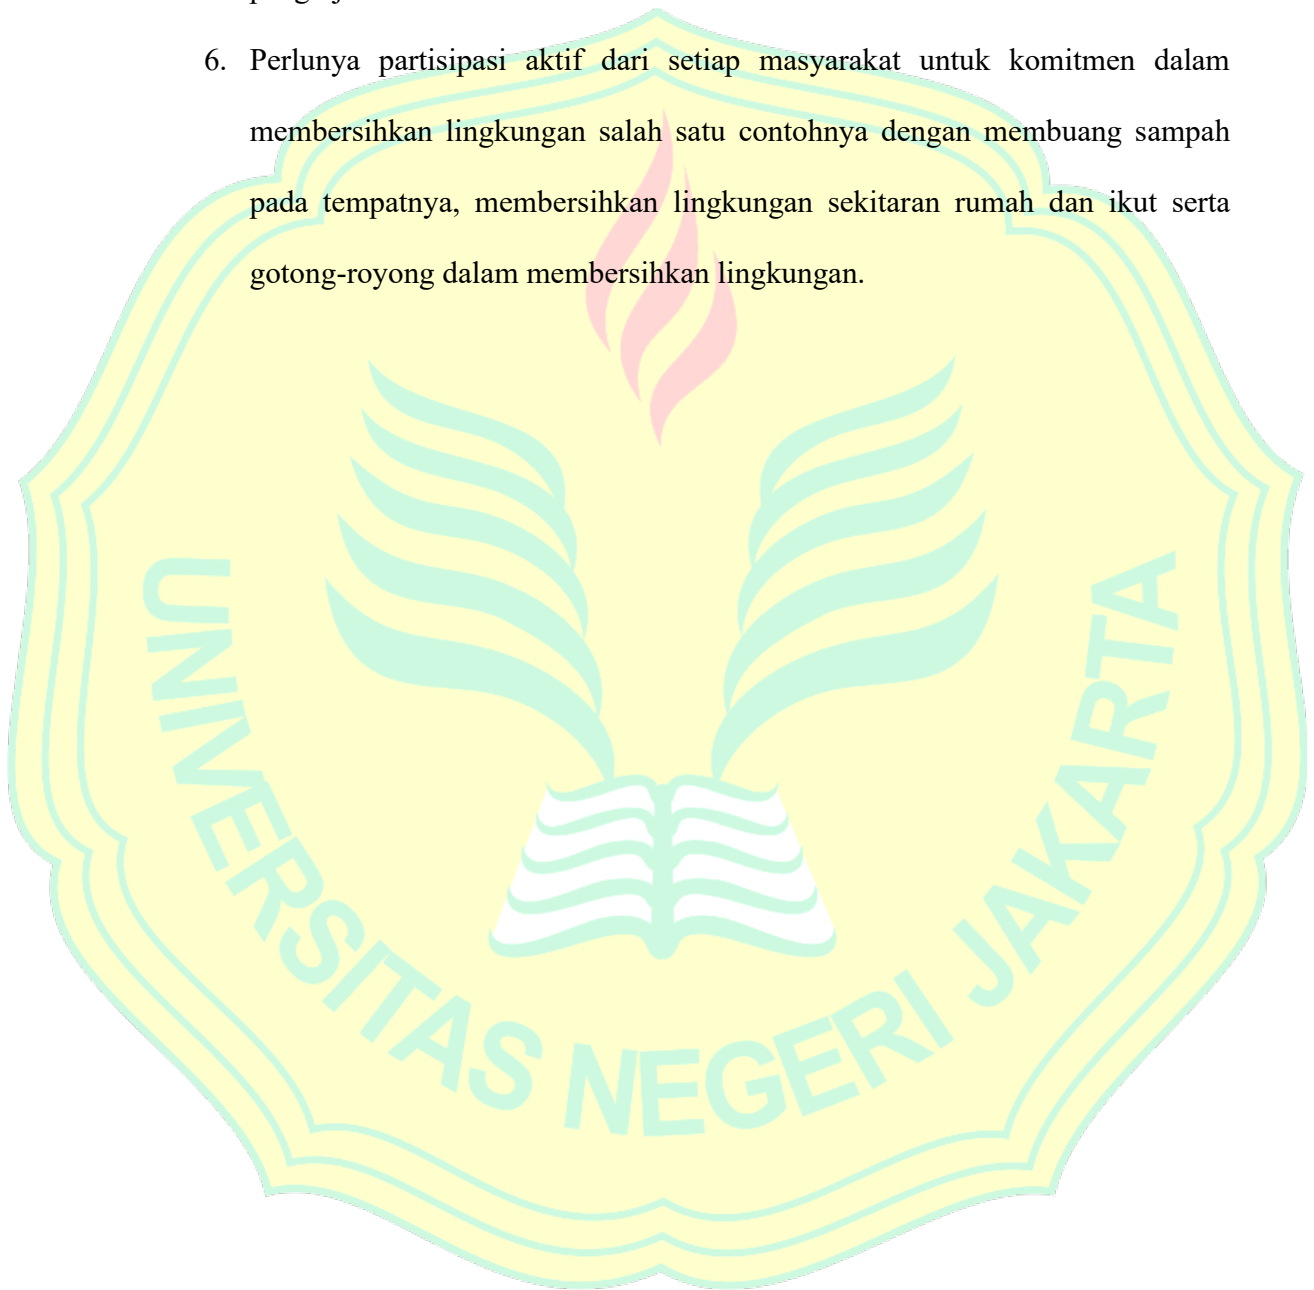 6. Perlunya partisipasi aktif dari setiap masyarakat untuk komitmen dalam
membersihkan lingkungan salah satu contohnya dengan membuang sampah
pada tempatnya, membersihkan lingkungan sekitaran rumah dan ikut serta
gotong-royong dalam membersihkan lingkungan.
UNIVERSITAS NEGERI JAKARTA